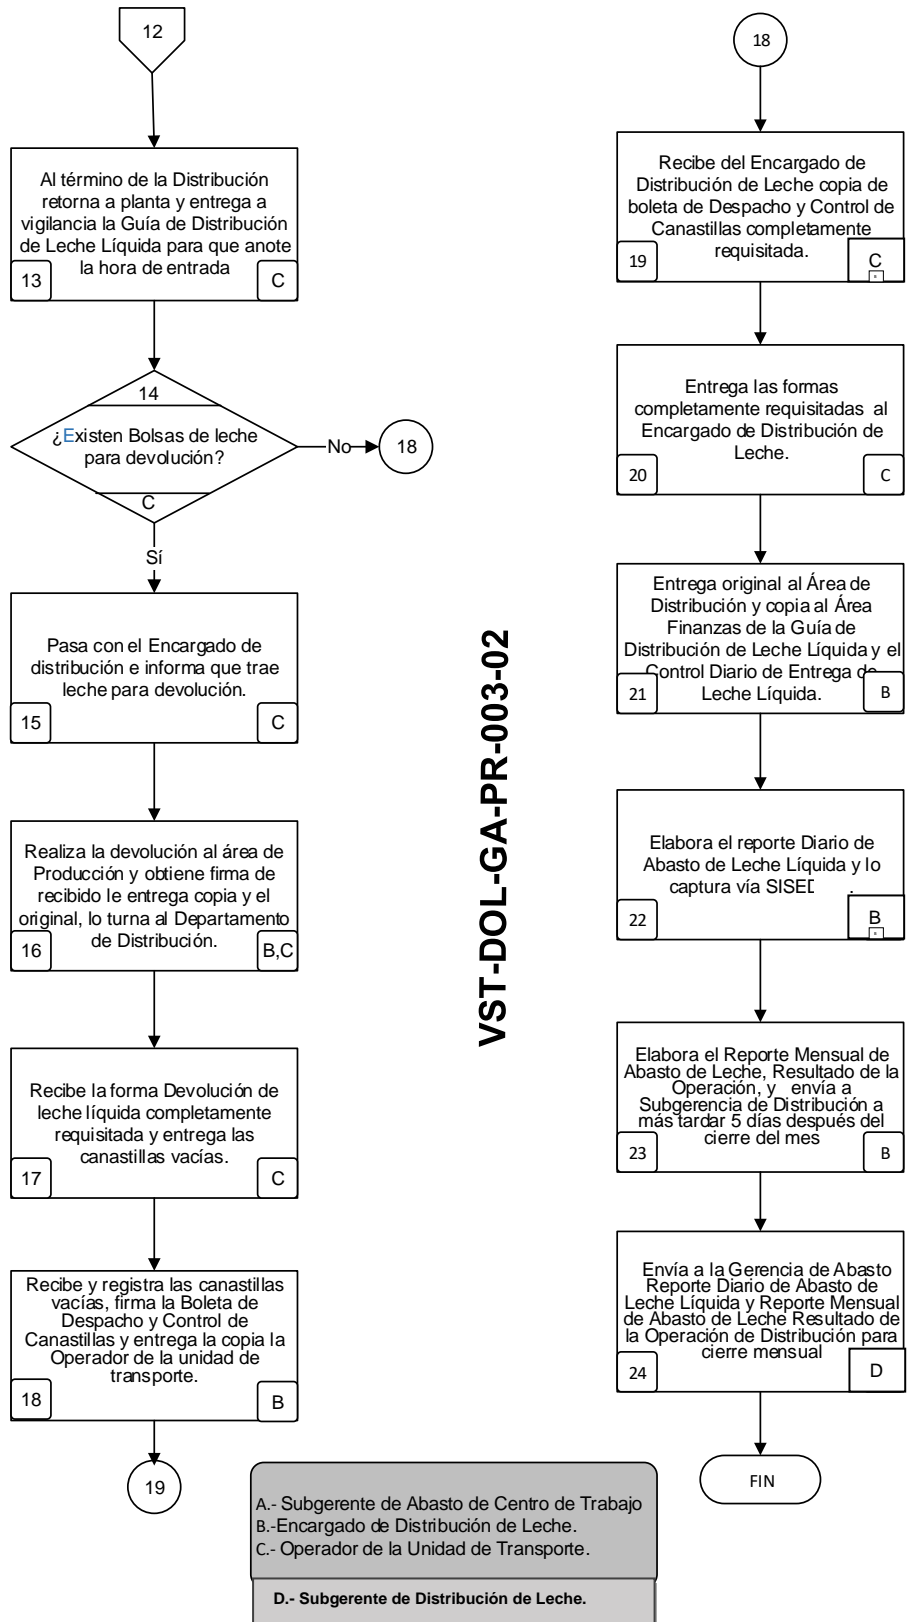 12
Al término de la Distribución
retorna a planta y entrega a
vigilancia la Guía de Distribución
de Leche Líquida para que anote
la hora de entrada
13
C
14
¿Existen Bolsas de leche
para devolución?
C
No
18
Sí
Pasa con el Encargado de
distribución e informa que trae
leche para devolución.
15
C
Realiza la devolución al área de
Producción y obtiene firma de
recibido le entrega copia y el
original, lo turna al Departamento
de Distribución.
16
B,C
Recibe la forma Devolución de
leche líquida completamente
requisitada y entrega las
canastillas vacías.
17
C
Recibe y registra las canastillas
vacías, firma la Boleta de
Despacho y Control de
Canastillas y entrega la copia la
Operador de la unidad de
transporte.
18
B
19
VST-DOL-GA-PR-003-02
18
Recibe del Encargado de
Distribución de Leche copia de
boleta de Despacho y Control de
Canastillas completamente
requisitada.
19
C
Entrega las formas
completamente requisitadas al
Encargado de Distribución de
Leche.
20
C
Entrega original al Área de
Distribución y copia al Área
Finanzas de la Guía de
Distribución de Leche Líquida y el
Control Diario de Entrega de
Leche Líquida.
21
B
Elabora el reporte Diario de
Abasto de Leche Líquida y lo
captura vía .
22
B
Elabora el Reporte Mensual de
Abasto de Leche, Resultado de la
Operación, y envía a
Subgerencia de Distribución a
más tardar 5 días después del
cierre del mes
23
B
Envía a la Gerencia de Abasto
Reporte Diario de Abasto de
Leche Líquida y Reporte Mensual
de Abasto de Leche Resultado de
la Operación de Distribución para
cierre mensual
24
D
FIN
A.- Subgerente de Abasto de Centro de Trabajo
B.-Encargado de Distribución de Leche.
C.- Operador de la Unidad de Transporte.
D.- Subgerente de Distribución de Leche.